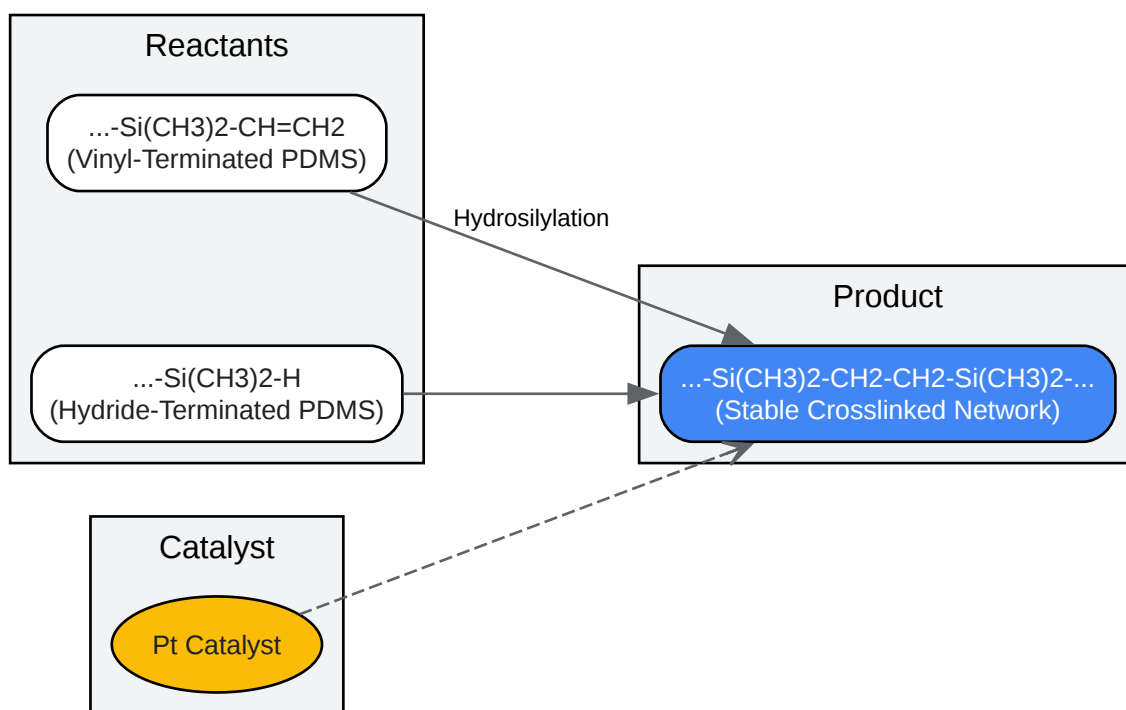 Reactants
...-Si(CH3)2-CH=CH2
(Vinyl-Terminated PDMS)
Hydrosilylation
Product
...-Si(CH3)2-H
(Hydride-Terminated PDMS)
...-Si(CH3)2-CH2-CH2-Si(CH3)2-...
(Stable Crosslinked Network)
Catalyst
Pt Catalyst